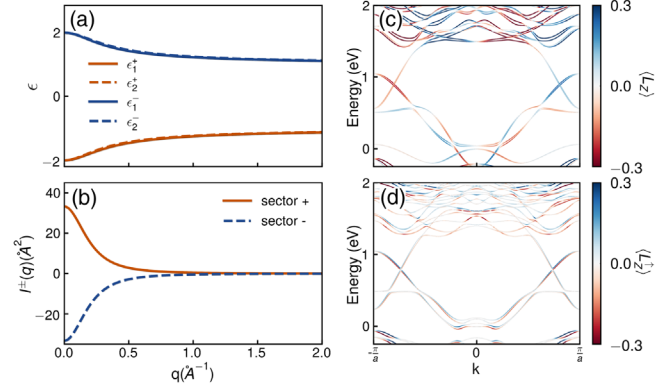 (a)
2
0
−2
ϵ
ϵ₁⁺
ϵ₂⁺
ϵ₁⁻
ϵ₂⁻
(b)
40
20
0
−20
I±(q)(Å²)
sector +
sector -
0.0 0.5 1.0 1.5 2.0
q(Å⁻¹)
(c)
2
1
0
Energy (eV)
0.3
0.0
−0.3
⟨L_z⟩
(d)
2
1
0
Energy (eV)
-π/a 0 π/a
k
0.3
0.0
−0.3
⟨L_z^↑⟩